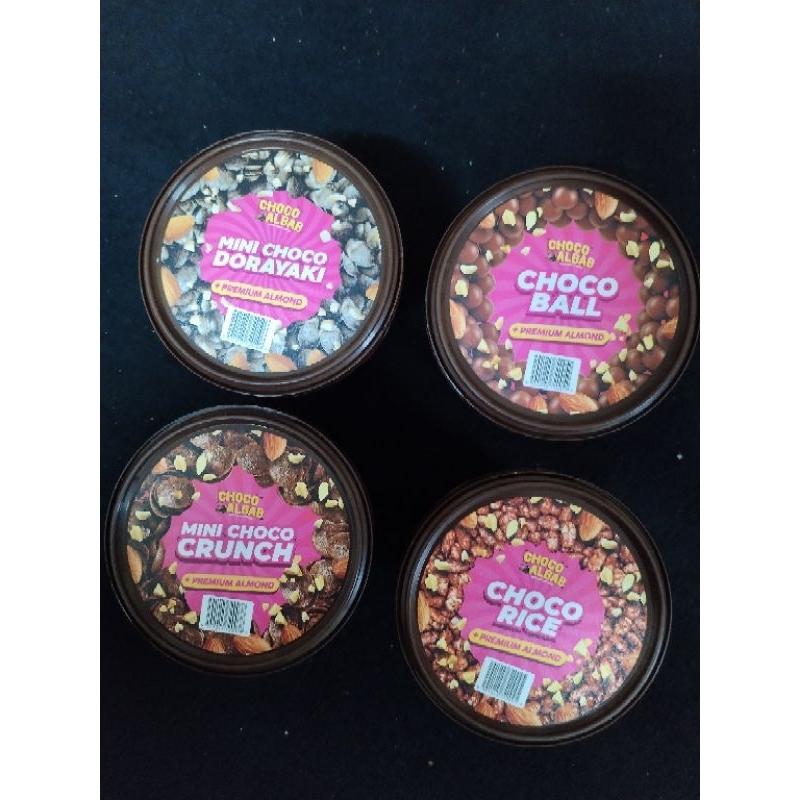 CHOCO
ALBAB
MINI CHOCO
DORAYAKI
+ PREMIUM ALMOND
CHOCO
ALBAB
CHOCO
BALL
+ PREMIUM ALMOND
CHOCO
ALBAB
MINI CHOCO
CRUNCH
+ PREMIUM ALMOND
CHOCO
ALBAB
CHOCO
RICE
+ PREMIUM ALMOND